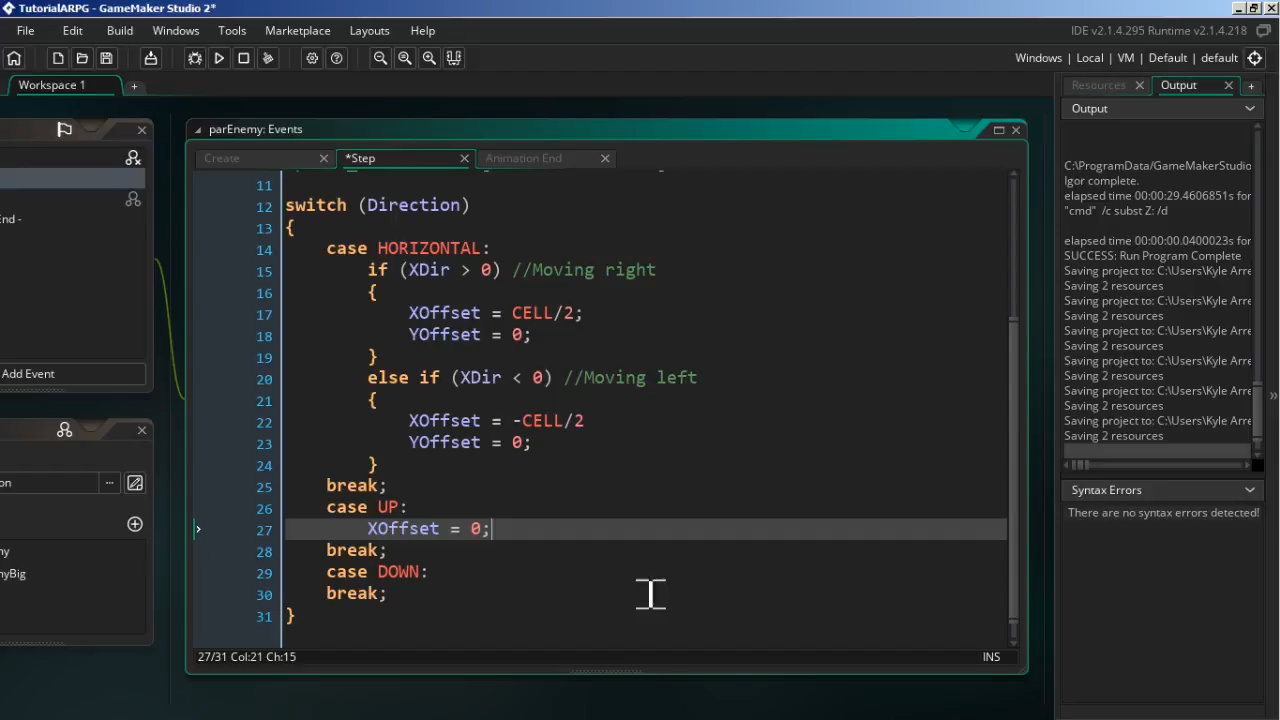 TutorialARPG - GameMaker Studio 2*
File Edit Build Windows Tools Marketplace Layouts Help
IDE v2.1.4.295 Runtime v2.1.4.218
Windows | Local | VM | Default | default
Workspace 1
Resources Output
Output
parEnemy: Events
Create *Step Animation End
11
12 switch (Direction)
13 {
14 case HORIZONTAL:
15 if (XDir > 0) //Moving right
16 {
17 XOffset = CELL/2;
18 YOffset = 0;
19 }
20 else if (XDir < 0) //Moving left
21 {
22 XOffset = -CELL/2
23 YOffset = 0;
24 }
25 break;
26 case UP:
27 XOffset = 0;
28 break;
29 case DOWN:
30 break;
31 }
27/31 Col:21 Ch:15
INS
End -
Add Event
on ...
ny
nyBig
C:\ProgramData/GameMakerStudio
Igor complete.
elapsed time 00:00:29.4606851s for
"cmd" /c subst Z: /d
elapsed time 00:00:00.0400023s for
SUCCESS: Run Program Complete
Saving project to: C:\Users\Kyle Arre
Saving 2 resources
Saving project to: C:\Users\Kyle Arre
Saving 2 resources
Saving project to: C:\Users\Kyle Arre
Saving 2 resources
Saving project to: C:\Users\Kyle Arre
Saving 2 resources
Saving project to: C:\Users\Kyle Arre
Saving 2 resources
Saving project to: C:\Users\Kyle Arre
Saving 2 resources
Syntax Errors
There are no syntax errors detected!